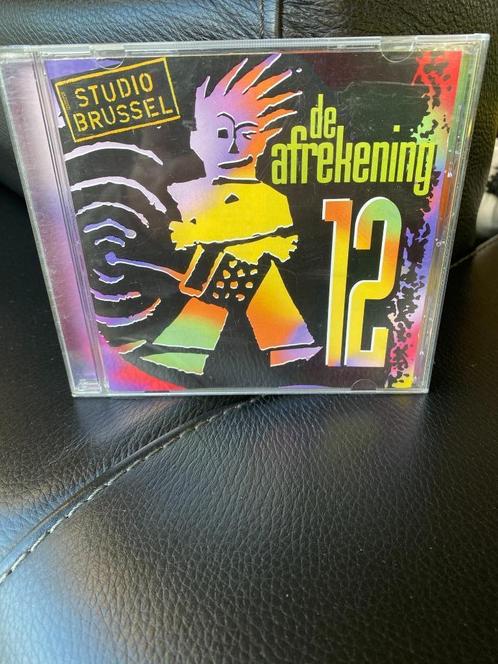 STUDIO
BRUSSEL
de
afrekening
12